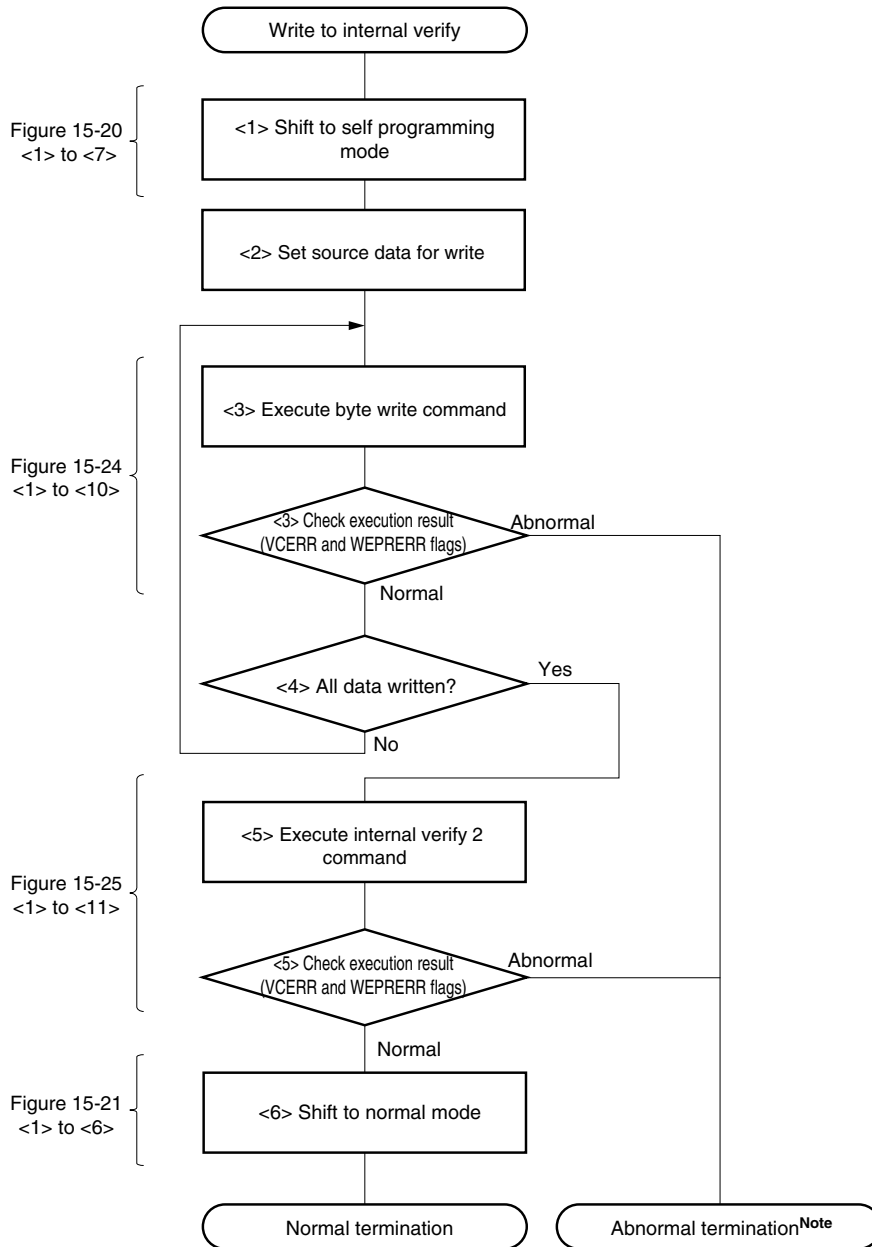 Write to internal verify
Figure 15-20
<1> to <7>
<1> Shift to self programming
mode
<2> Set source data for write
Figure 15-24
<1> to <10>
<3> Execute byte write command
<3> Check execution result
(VCERR and WEPRERR flags)
Abnormal
Normal
<4> All data written?
Yes
No
Figure 15-25
<1> to <11>
<5> Execute internal verify 2
command
<5> Check execution result
(VCERR and WEPRERR flags)
Abnormal
Normal
Figure 15-21
<1> to <6>
<6> Shift to normal mode
Normal termination
Abnormal termination Note